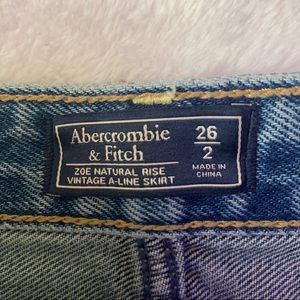 Abercrombie
& Fitch
ZOE NATURAL RISE
VINTAGE A-LINE SKIRT
26
2
MADE IN
CHINA